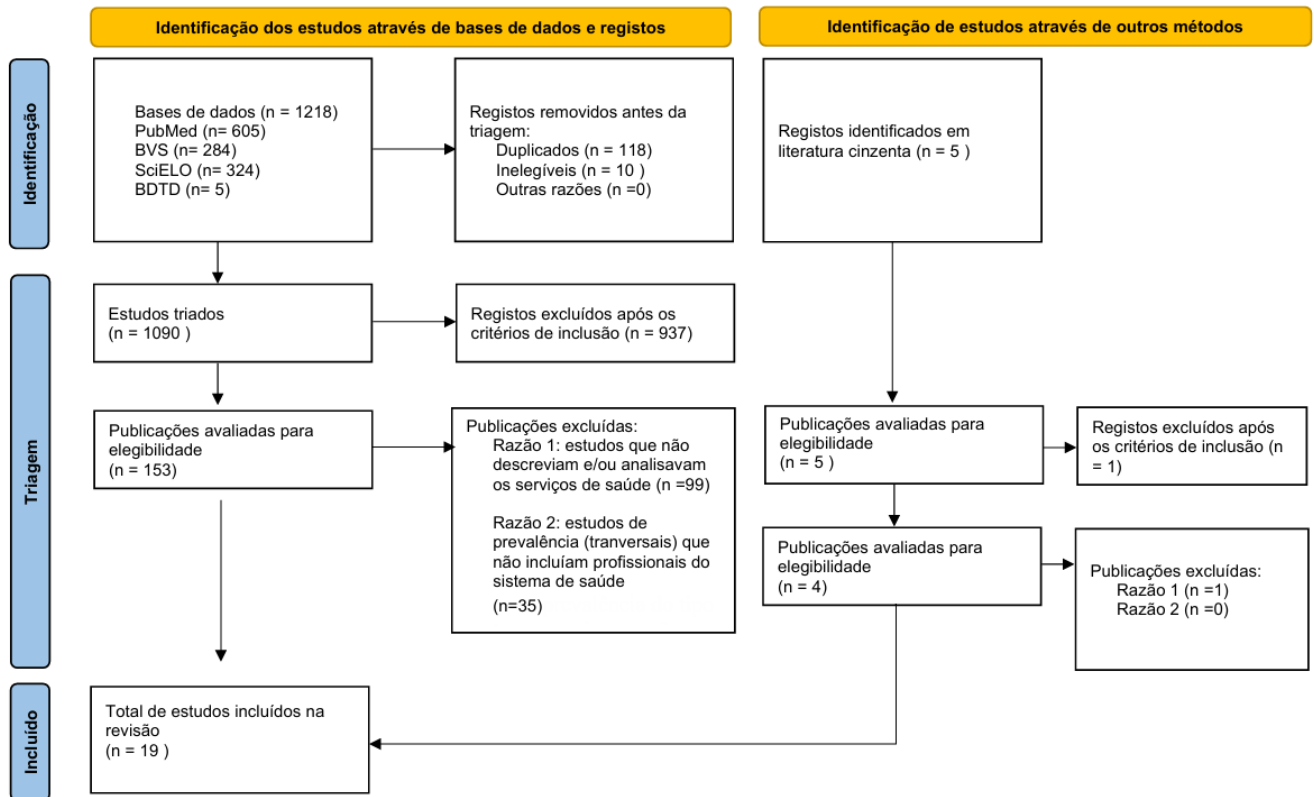 Identificação dos estudos através de bases de dados e registos
Identificação de estudos através de outros métodos
Identificação
Bases de dados (n = 1218)
PubMed (n= 605)
BVS (n= 284)
SciELO (n= 324)
BDTD (n= 5)
Registos removidos antes da
triagem:
Duplicados (n = 118)
Inelegíveis (n = 10 )
Outras razões (n =0)
Registos identificados em
literatura cinzenta (n = 5 )
Triagem
Estudos triados
(n = 1090 )
Registos excluídos após os
critérios de inclusão (n = 937)
Publicações avaliadas para
elegibilidade
(n = 153)
Publicações excluídas:
Razão 1: estudos que não
descreviam e/ou analisavam
os serviços de saúde (n =99)
Razão 2: estudos de
prevalência (tranversais) que
não incluíam profissionais do
sistema de saúde
(n=35)
Publicações avaliadas para
elegibilidade
(n = 5 )
Registos excluídos após
os critérios de inclusão (n
= 1)
Publicações avaliadas para
elegibilidade
(n = 4)
Publicações excluídas:
Razão 1 (n =1)
Razão 2 (n =0)
Incluído
Total de estudos incluídos na
revisão
(n = 19 )